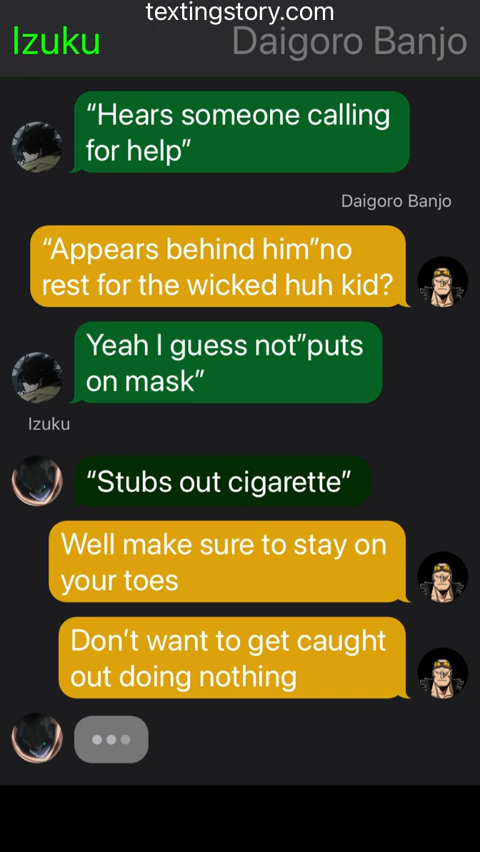 textingstory.com
Izuku
Daigoro Banjo
“Hears someone calling
for help”
Daigoro Banjo
“Appears behind him”no
rest for the wicked huh kid?
Yeah I guess not”puts
on mask”
Izuku
“Stubs out cigarette”
Well make sure to stay on
your toes
Don’t want to get caught
out doing nothing